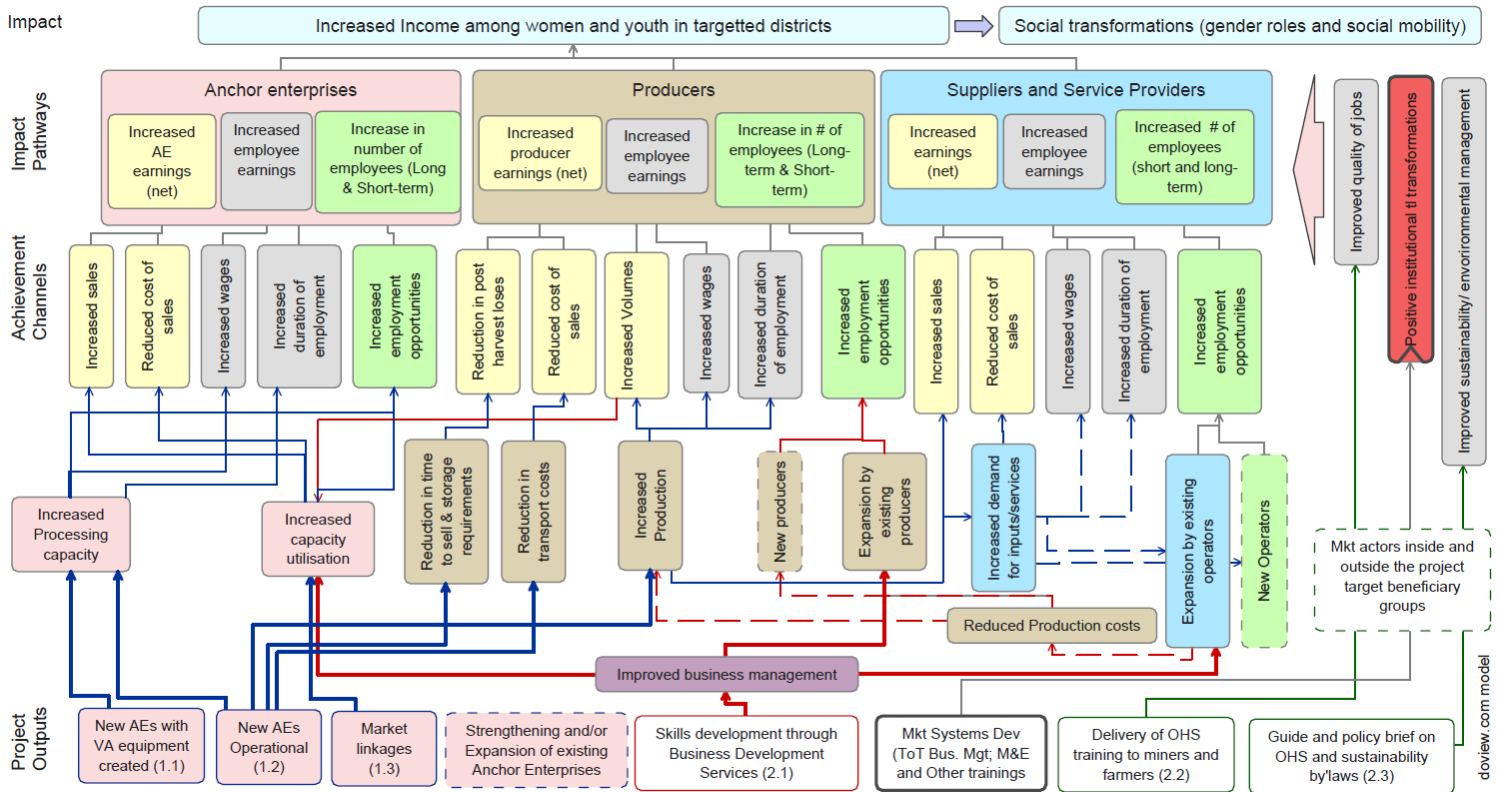 Impact
Increased Income among women and youth in targetted districts
Social transformations (gender roles and social mobility)
Impact
Pathways
Anchor enterprises
Increased
AE
earnings
(net)
Increased
employee
earnings
Increase in
number of
employees (Long
& Short-term)
Producers
Increased
producer
earnings (net)
Increased
employee
earnings
Increase in # of
employees (Long-
term & Short-
term)
Suppliers and Service Providers
Increased
earnings
(net)
Increased
employee
earnings
Increased # of
employees
(short and long-
term)
Improved quality of jobs
Positive institutional tl transformations
Improved sustainability/ environmental management
Achievement
Channels
Increased sales
Reduced cost of
sales
Increased wages
Increased
duration of
employment
Increased
employment
opportunities
Reduction in post
harvest loses
Reduced cost of
sales
Increased Volumes
Increased wages
Increased duration
of employment
Increased
employment
opportunities
Increased sales
Reduced cost of
sales
Increased wages
Increased duration of
employment
Increased
employment
opportunities
Increased
Processing
capacity
Increased
capacity
utilisation
Reduction in time
to sell & storage
requirements
Reduction in
transport costs
Increased
Production
New producers
Expansion by
existing
producers
Increased demand
for inputs/services
Expansion by existing
operators
New Operators
Mkt actors inside and
outside the project
target beneficiary
groups
Reduced Production costs
Improved business management
Project
Outputs
New AEs with
VA equipment
created (1.1)
New AEs
Operational
(1.2)
Market
linkages
(1.3)
Strengthening and/or
Expansion of existing
Anchor Enterprises
Skills development through
Business Development
Services (2.1)
Mkt Systems Dev
(ToT Bus. Mgt; M&E
and Other trainings
Delivery of OHS
training to miners and
farmers (2.2)
Guide and policy brief on
OHS and sustainability
by'laws (2.3)
doview.com model